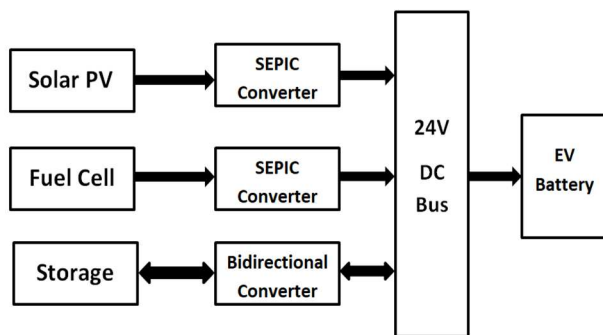 Solar PV
SEPIC
Converter
Fuel Cell
SEPIC
Converter
Storage
Bidirectional
Converter
24V
DC
Bus
EV
Battery